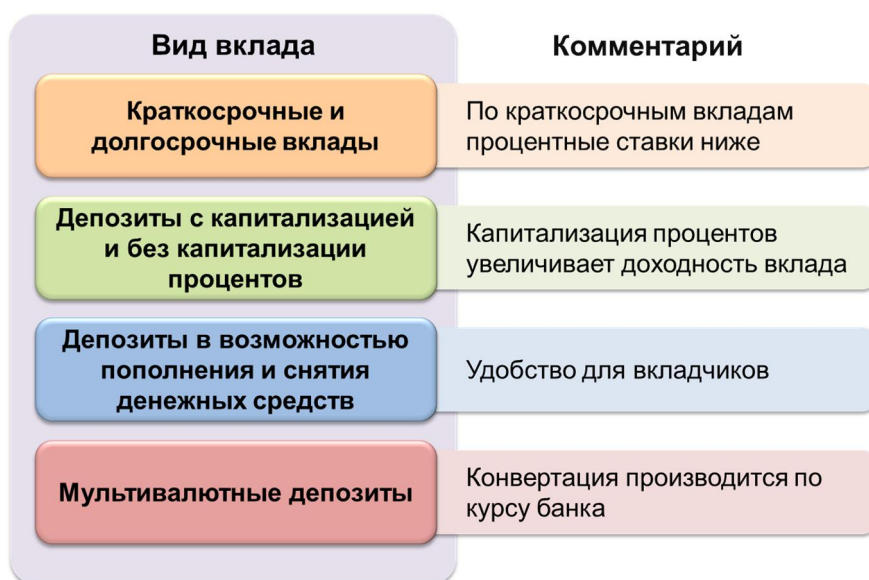 Вид вклада
Комментарий
Краткосрочные и
долгосрочные вклады
По краткосрочным вкладам
процентные ставки ниже
Депозиты с капитализацией
и без капитализации
процентов
Капитализация процентов
увеличивает доходность вклада
Депозиты в возможностью
пополнения и снятия
денежных средств
Удобство для вкладчиков
Мультивалютные депозиты
Конвертация производится по
курсу банка